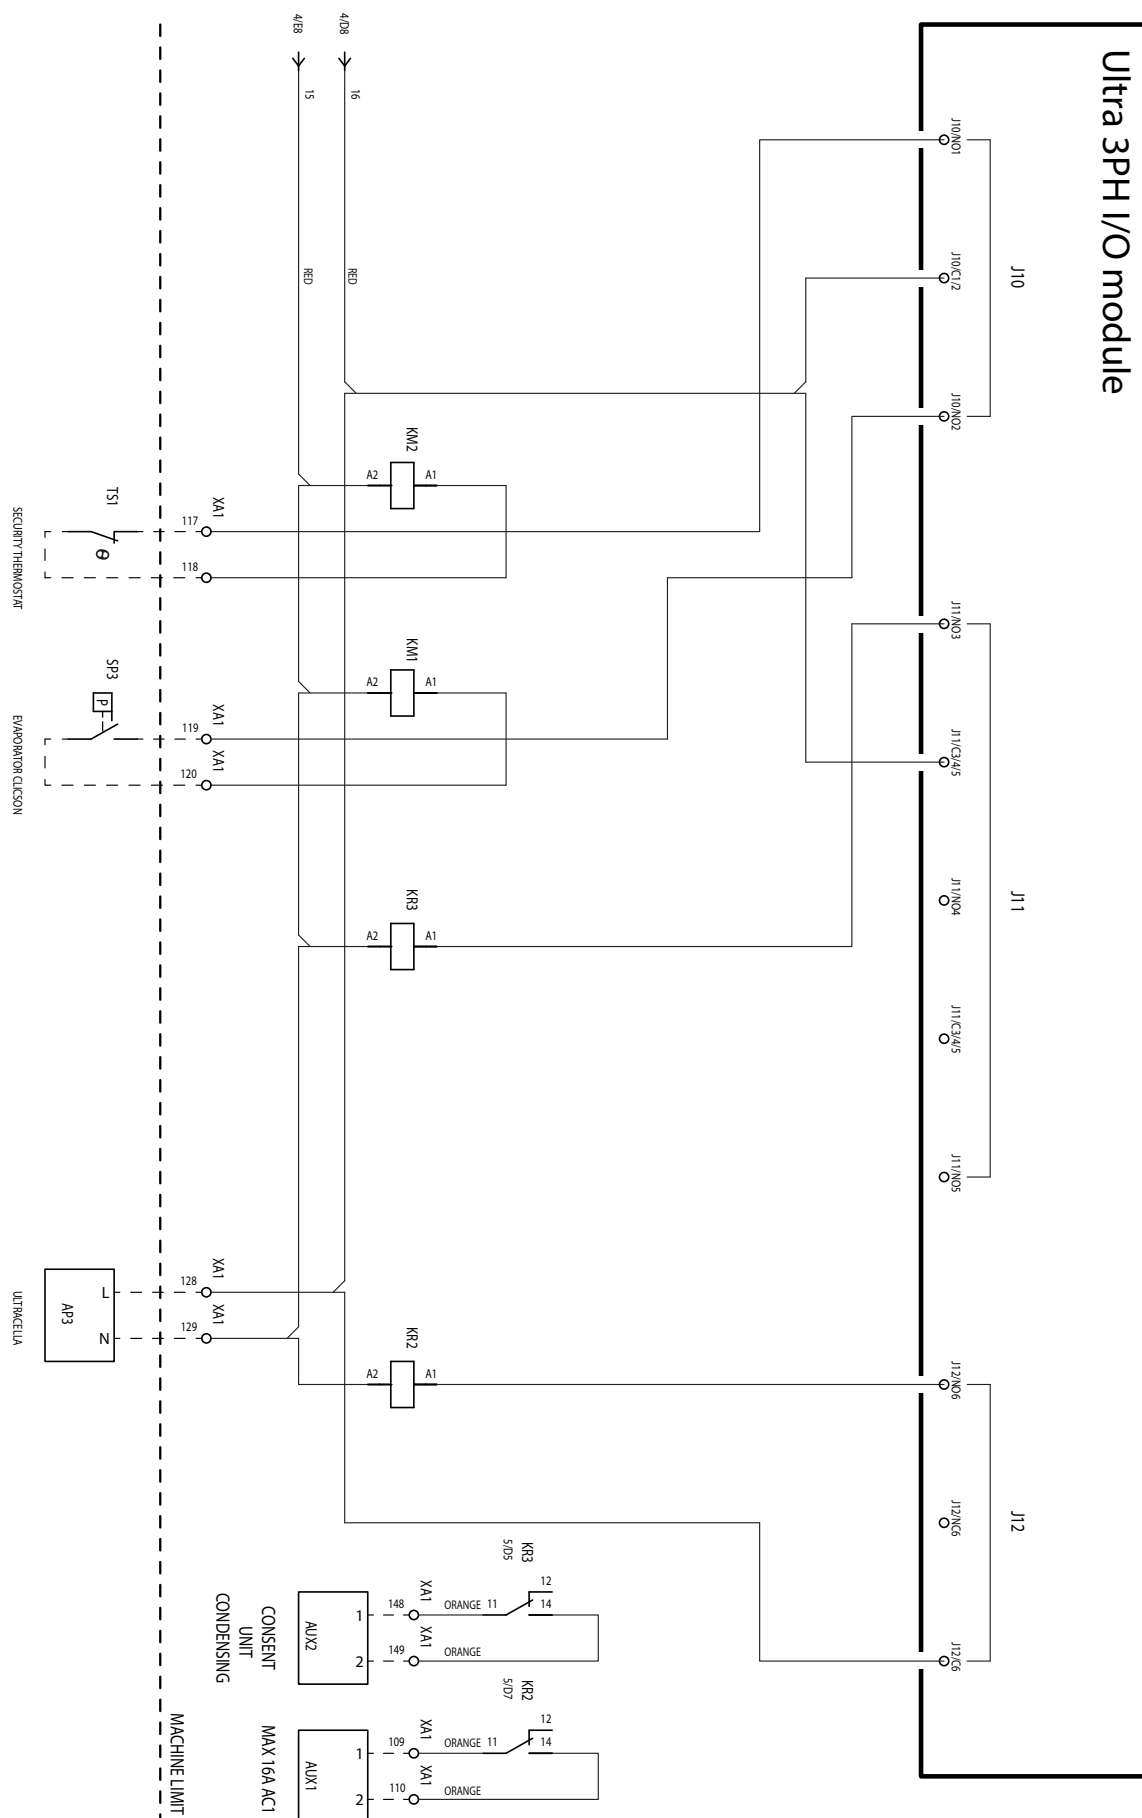 Ultra 3PH I/O module
J10
J11
J12
J10/NO1
J10/C1/2
J10/NO2
J11/NO3
J11/C3/4/5
J11/NO4
J11/C3/4/5
J11/NO5
J12/NO6
J12/NC6
J12/C6
4/E8
4/D8
15
16
RED
RED
KM2
A2
A1
KM1
A2
A1
KR3
A2
A1
KR2
A2
A1
XA1
117
118
TS1
θ
SECURITY THERMOSTAT
XA1
119
XA1
120
SP3
P
EVAPORATOR CLICSON
XA1
128
XA1
129
L
N
AP3
ULTRACELLA
KR3
5/D5
12
14
11
ORANGE
XA1
148
ORANGE
XA1
149
1
2
AUX2
CONSENT
UNIT
CONDENSING
KR2
5/D7
12
14
11
ORANGE
XA1
109
ORANGE
XA1
110
1
2
AUX1
MAX 16A AC1
MACHINE LIMIT